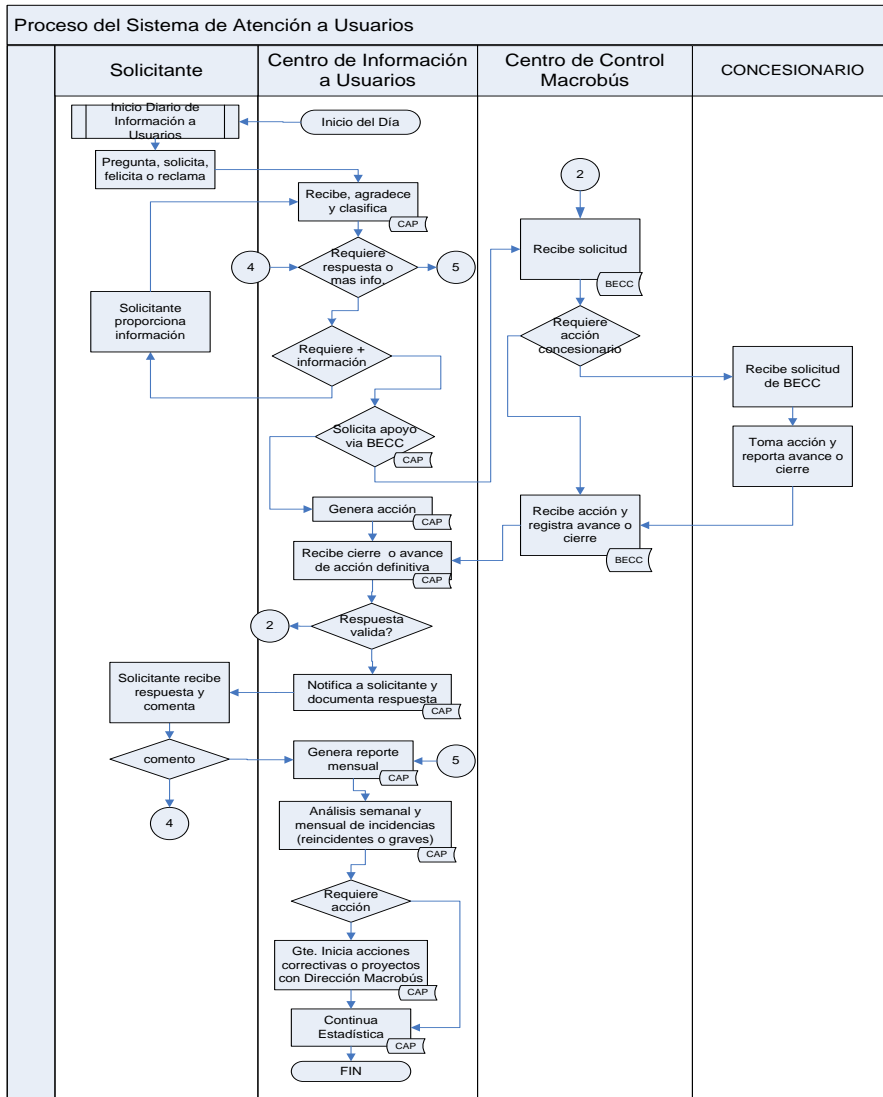 Proceso del Sistema de Atención a Usuarios
Solicitante
Centro de Información
a Usuarios
Centro de Control
Macrobús
CONCESIONARIO
Inicio Diario de
Información a
Usuarios
Inicio del Día
Pregunta, solicita,
felicita o reclama
Recibe, agradece
y clasifica
CAP
2
Recibe solicitud
BECC
4
Requiere
respuesta o
mas info.
5
Solicitante
proporciona
información
Requiere +
información
Requiere
acción
concesionario
Recibe solicitud
de BECC
Solicita apoyo
via BECC
CAP
Toma acción y
reporta avance o
cierre
Genera acción
CAP
Recibe acción y
registra avance o
cierre
BECC
Recibe cierre o avance
de acción definitiva
CAP
2
Respuesta
valida?
Solicitante recibe
respuesta y
comenta
Notifica a solicitante y
documenta respuesta
CAP
comento
Genera reporte
mensual
CAP
5
4
Análisis semanal y
mensual de incidencias
(reincidentes o graves)
CAP
Requiere
acción
Gte. Inicia acciones
correctivas o proyectos
con Dirección Macrobús
CAP
Continua
Estadística
CAP
FIN